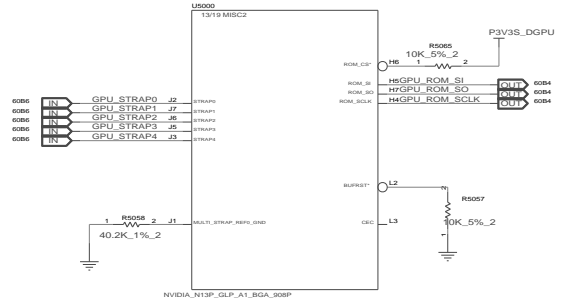 U5000
13/19 MISC2
P3V3S_DGPU
R5065
10K_5%_2
ROM_CS* H6 1 2
ROM_SI H5 GPU_ROM_SI OUT 60B4
ROM_SO H7 GPU_ROM_SO OUT 60B4
ROM_SCLK H4 GPU_ROM_SCLK OUT 60B4
60B6 IN GPU_STRAP0 J2 STRAP0
60B6 IN GPU_STRAP1 J7 STRAP1
60B6 IN GPU_STRAP2 J6 STRAP2
60B6 IN GPU_STRAP3 J5 STRAP3
60B6 IN GPU_STRAP4 J3 STRAP4
BUFRST* L2
2
R5057
10K_5%_2
1
R5058
1 2 J1 MULTI_STRAP_REF0_GND
40.2K_1%_2
CEC L3
NVIDIA_N13P_GLP_A1_BGA_908P